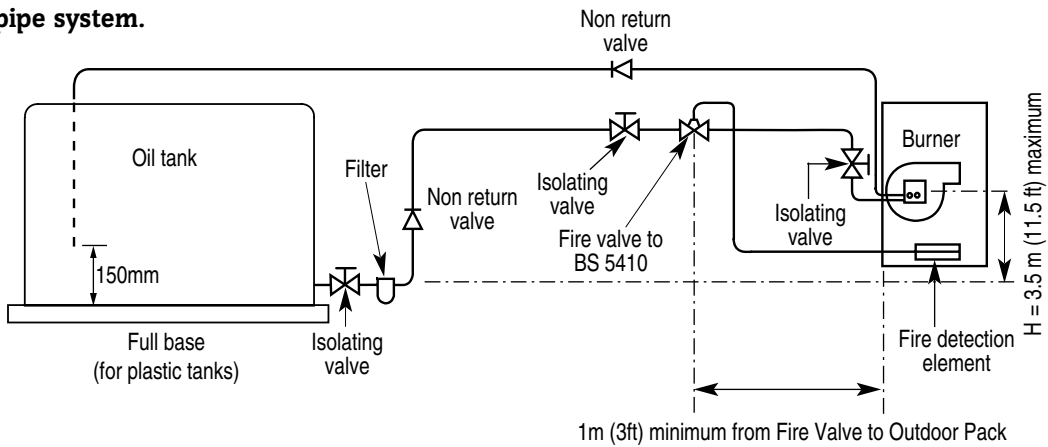 pipe system.
Non return
valve
Oil tank
Filter
Non return
valve
Isolating
valve
Fire valve to
BS 5410
Isolating
valve
Burner
H = 3.5 m (11.5 ft) maximum
150mm
Full base
(for plastic tanks)
Isolating
valve
Fire detection
element
1m (3ft) minimum from Fire Valve to Outdoor Pack